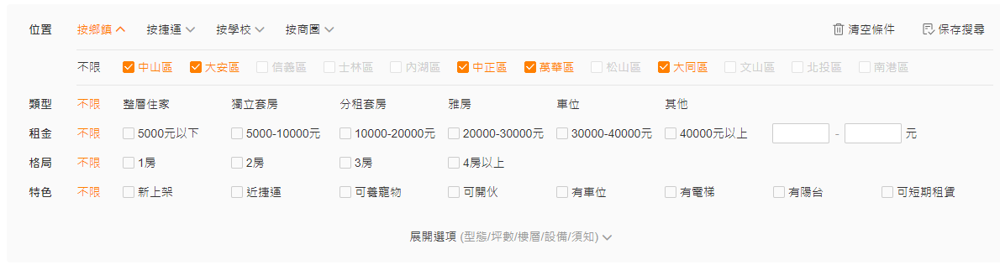 位置 按鄉鎮 按捷運 按學校 按商圈 清空條件 保存搜尋
不限 中山區 大安區 信義區 士林區 內湖區 中正區 萬華區 松山區 大同區 文山區 北投區 南港區
類型 不限 整層住家 獨立套房 分租套房 雅房 車位 其他
租金 不限 5000元以下 5000-10000元 10000-20000元 20000-30000元 30000-40000元 40000元以上 - 元
格局 不限 1房 2房 3房 4房以上
特色 不限 新上架 近捷運 可養寵物 可開伙 有車位 有電梯 有陽台 可短期租賃
展開選項 (型態/坪數/樓層/設備/須知)